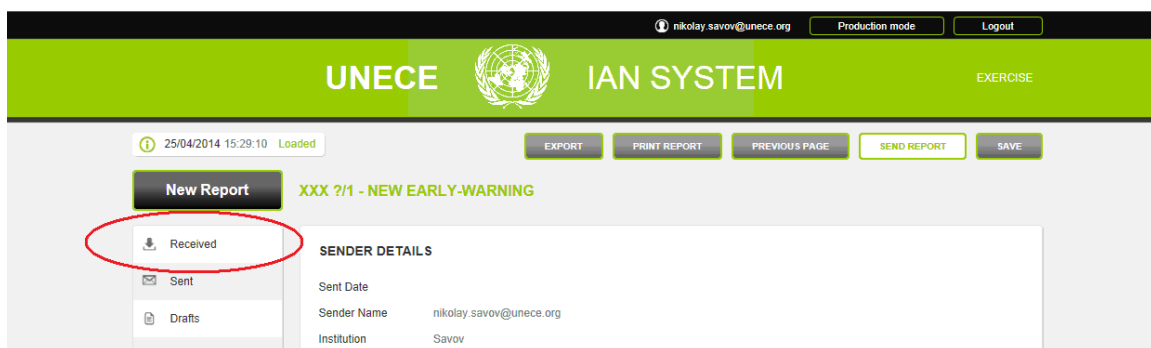 nikolay.savov@unece.org Production mode Logout
UNECE IAN SYSTEM EXERCISE
25/04/2014 15:29:10 Loaded EXPORT PRINT REPORT PREVIOUS PAGE SEND REPORT SAVE
New Report XXX ?/1 - NEW EARLY-WARNING
Received
SENDER DETAILS
Sent
Sent Date
Drafts
Sender Name nikolay.savov@unece.org
Institution Savov